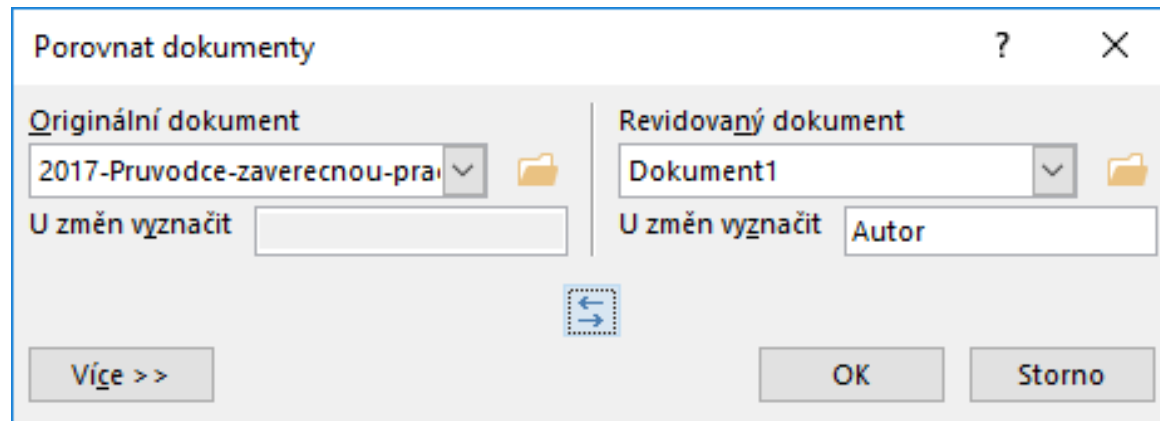 Porovnat dokumenty ?
Originální dokument
2017-Pruvodce-zaverecnou-pra
U změn vyznačit
Revidovaný dokument
Dokument1
U změn vyznačit Autor
Více >>
OK
Storno